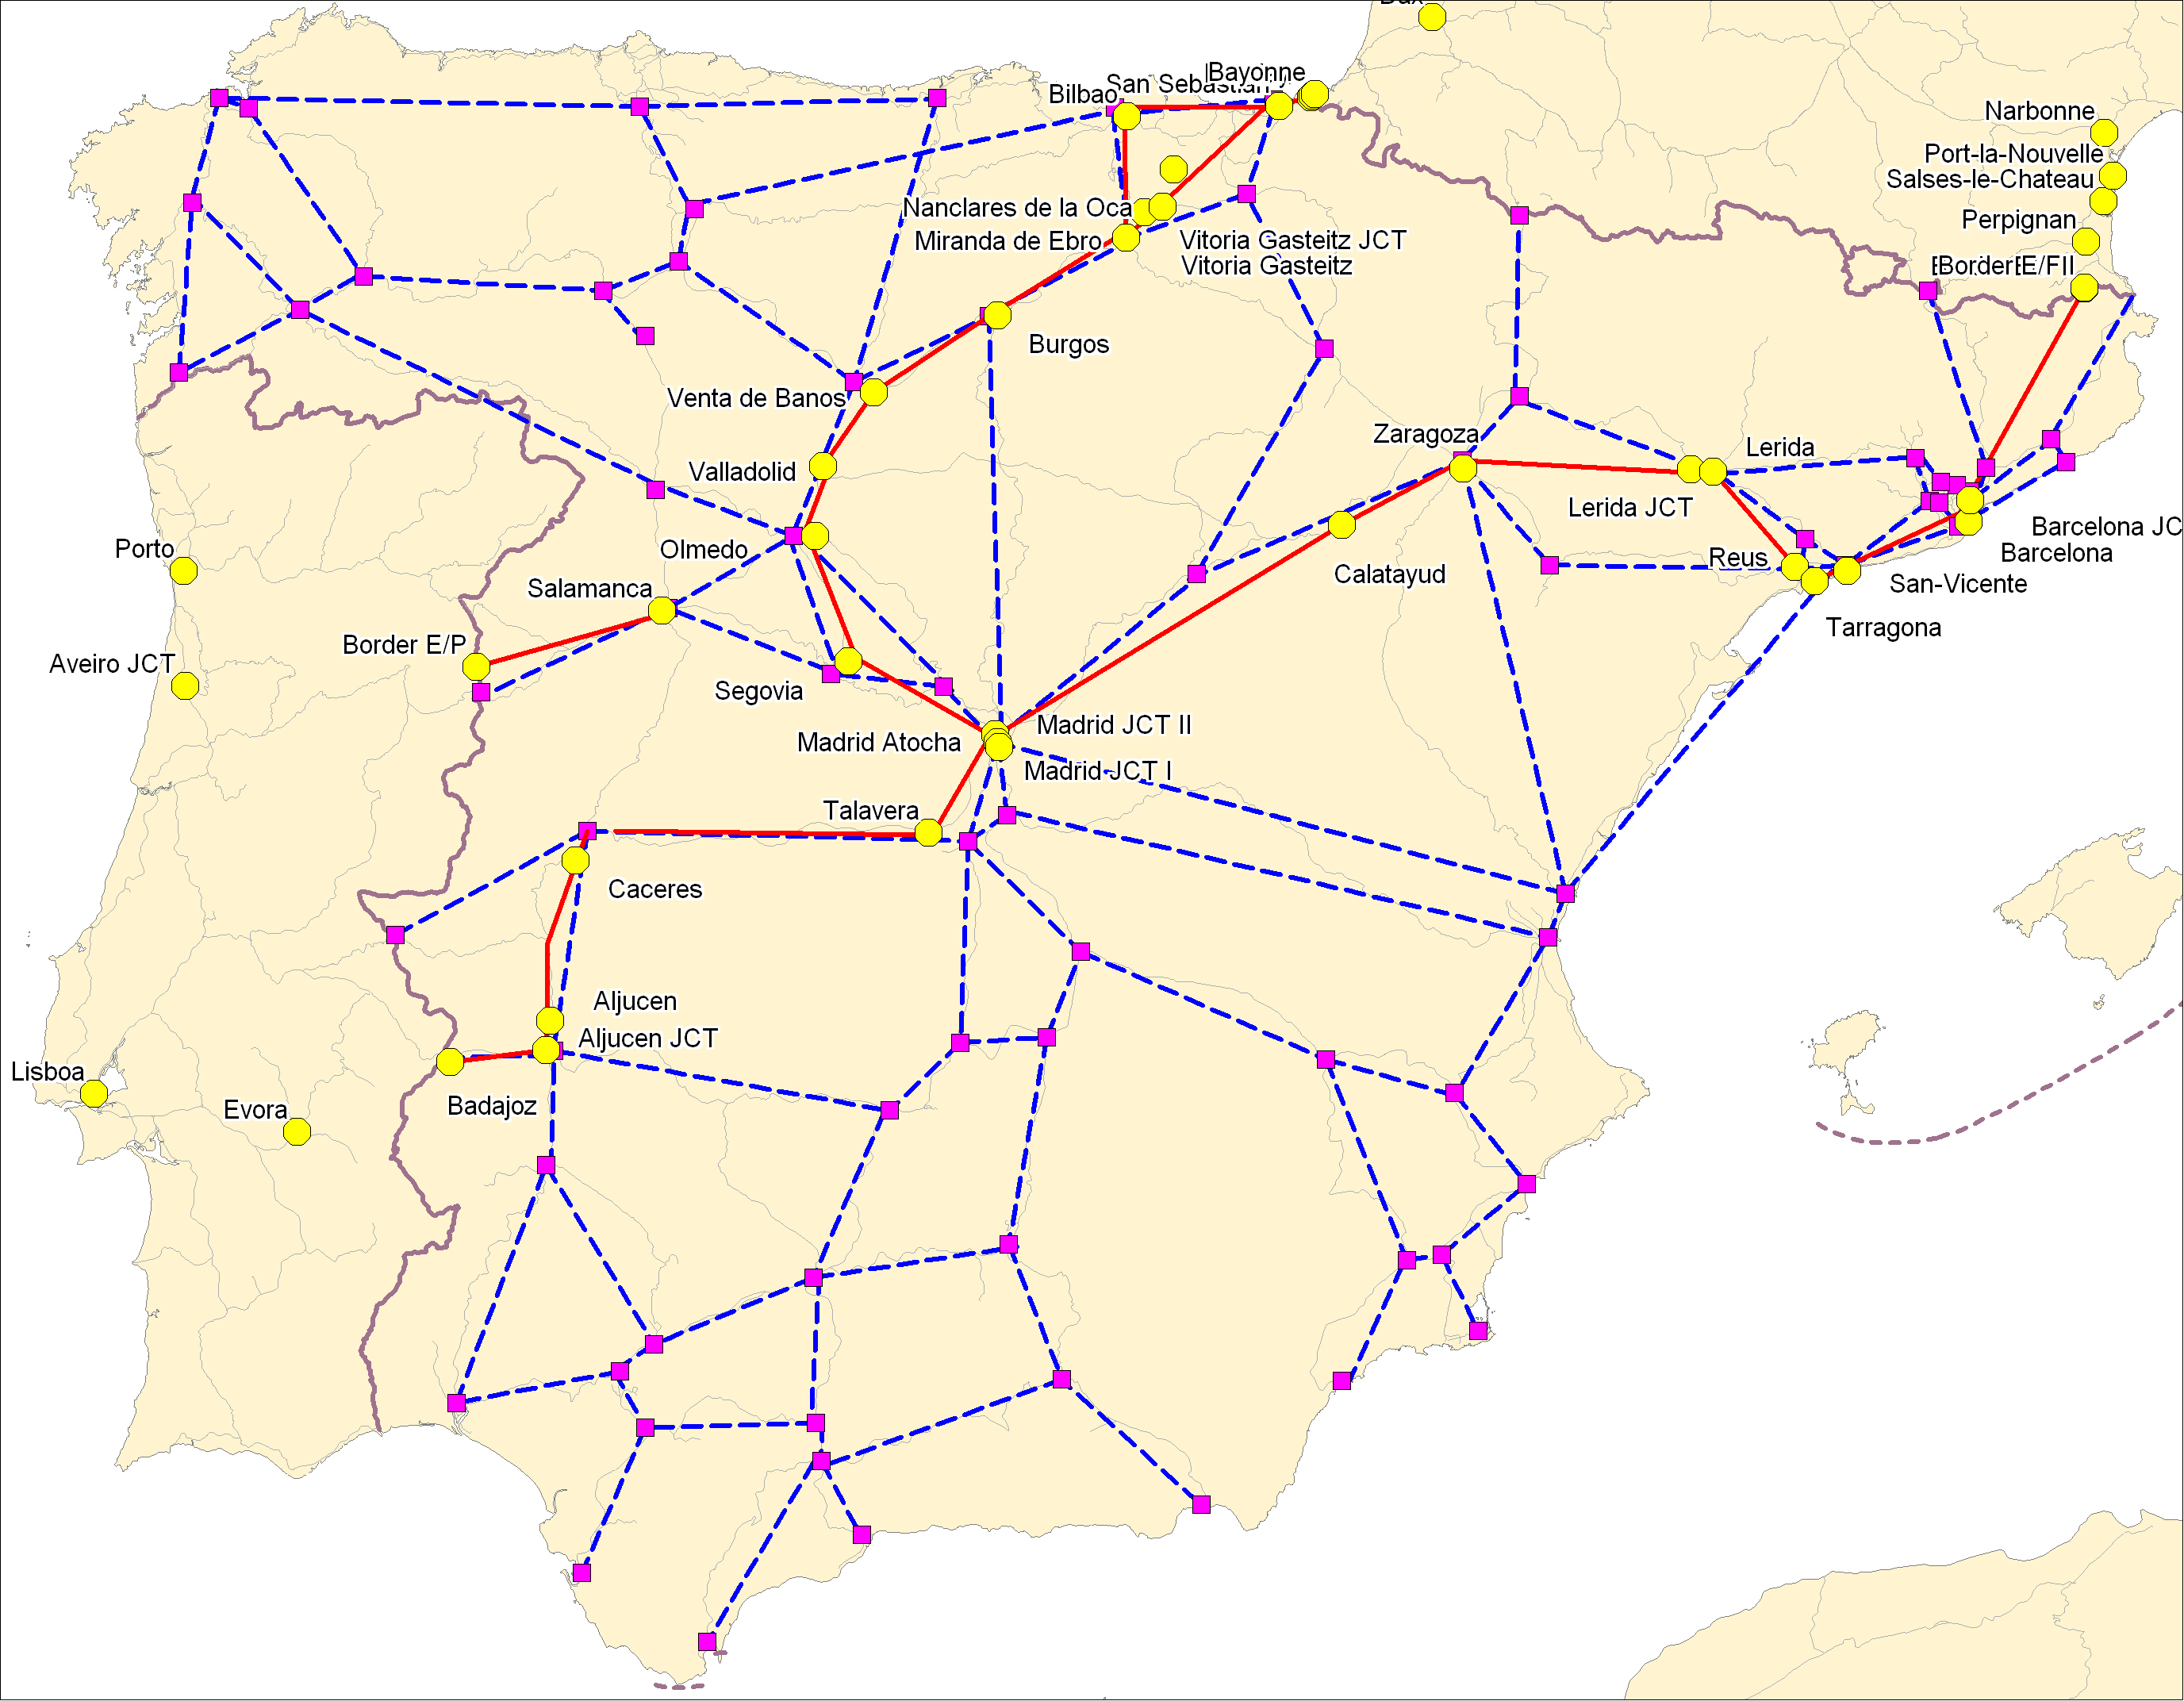 Bayonne
San Sebastian
Bilbao
Narbonne
Port-la-Nouvelle
Salses-le-Chateau
Nanclares de la Oca
Perpignan
Miranda de Ebro
Vitoria Gasteitz JCT
Vitoria Gasteitz
Border E/FII
Burgos
Venta de Banos
Zaragoza
Lerida
Valladolid
Lerida JCT
Barcelona JC
Porto
Olmedo
Barcelona
Reus
Calatayud
San-Vicente
Salamanca
Tarragona
Border E/P
Aveiro JCT
Segovia
Madrid JCT II
Madrid Atocha
Madrid JCT I
Talavera
Caceres
Aljucen
Aljucen JCT
Lisboa
Badajoz
Evora